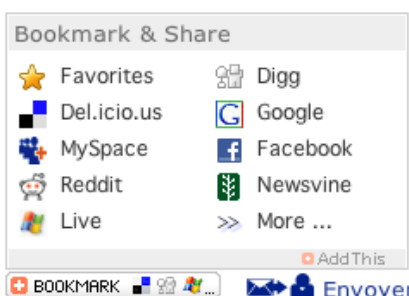 Bookmark & Share
Favorites Digg
Del.icio.us Google
MySpace Facebook
Reddit Newsvine
Live >> More ...
AddThis
BOOKMARK ... Envoyer